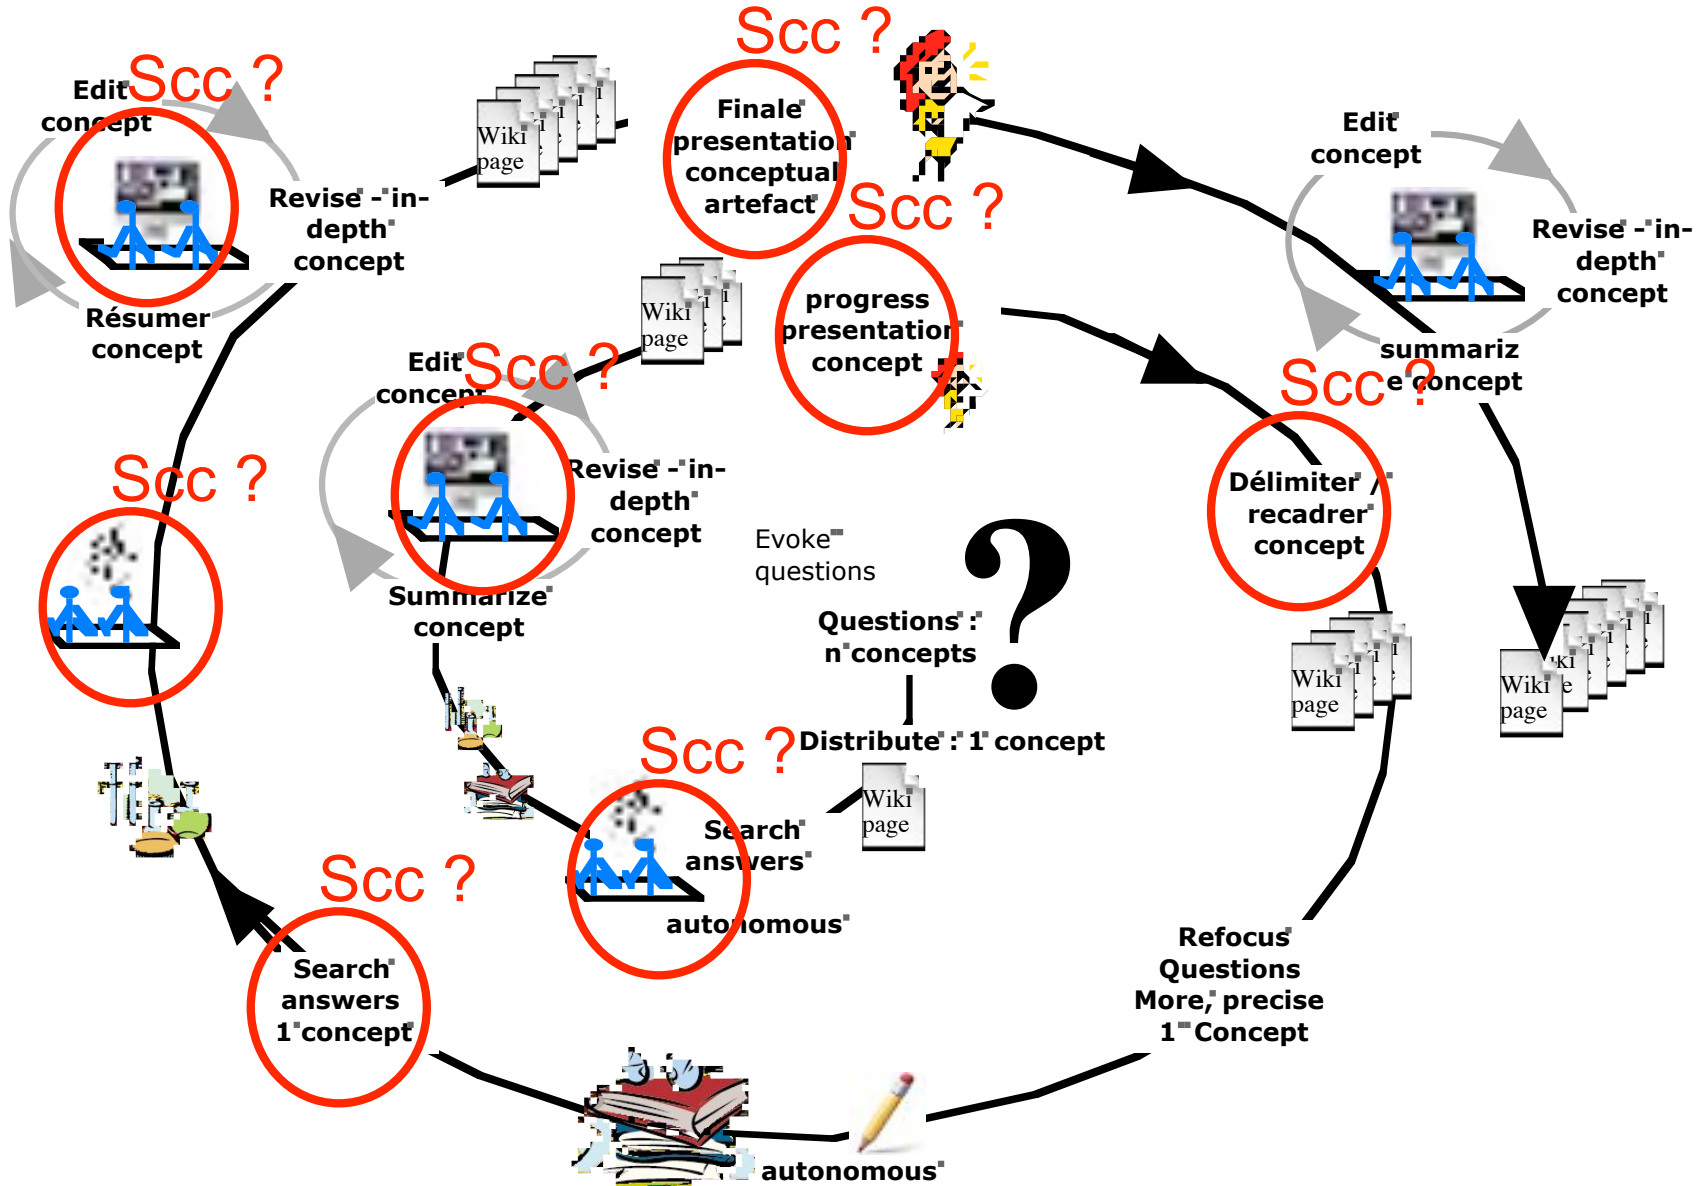 Scc ?
Finale
presentation
conceptual
artefact
Scc ?
Edit
concept
Revise - in-
depth
concept
Résumer
concept
Wiki
page
Scc ?
progress
presentation
concept
Edit
concept
Revise - in-
depth
concept
summariz
e concept
Wiki
page
Scc ?
Edit
concept
Revise - in-
depth
concept
Summarize
concept
Scc ?
Délimiter /
recadrer
concept
Scc ?
Evoke
questions
Questions :
n concepts
?
Distribute : 1 concept
Wiki
page
Wiki
page
Wiki
page
Scc ?
Search
answers
autonomous
Scc ?
Search
answers
1 concept
Refocus
Questions
More, precise
1 Concept
autonomous